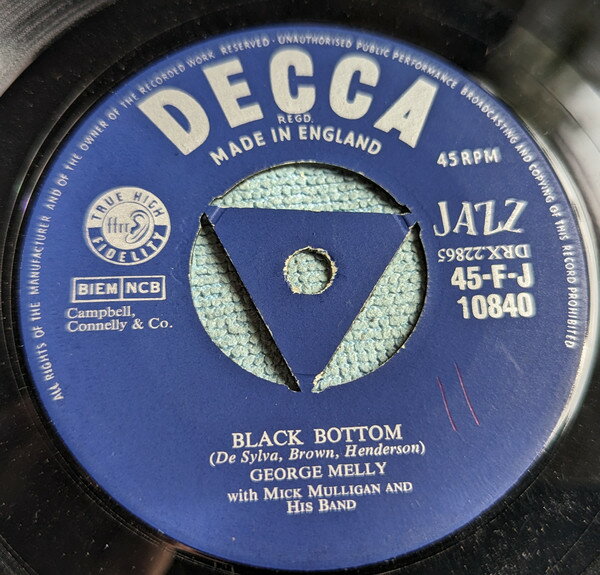 ALL RIGHTS OF THE MANUFACTURER AND OF THE OWNER OF THE RECORDED WORK RESERVED · UNAUTHORISED PUBLIC PERFORMANCE BROADCASTING AND COPYING OF THIS RECORD PROHIBITED
DECCA
REGD.
MADE IN ENGLAND
45 RPM
TRUE HIGH
ffrr
FIDELITY
BIEM NCB
Campbell,
Connelly & Co.
JAZZ
DRX.22865
45-F-J
10840
BLACK BOTTOM
(De Sylva, Brown, Henderson)
GEORGE MELLY
with MICK MULLIGAN AND
HIS BAND